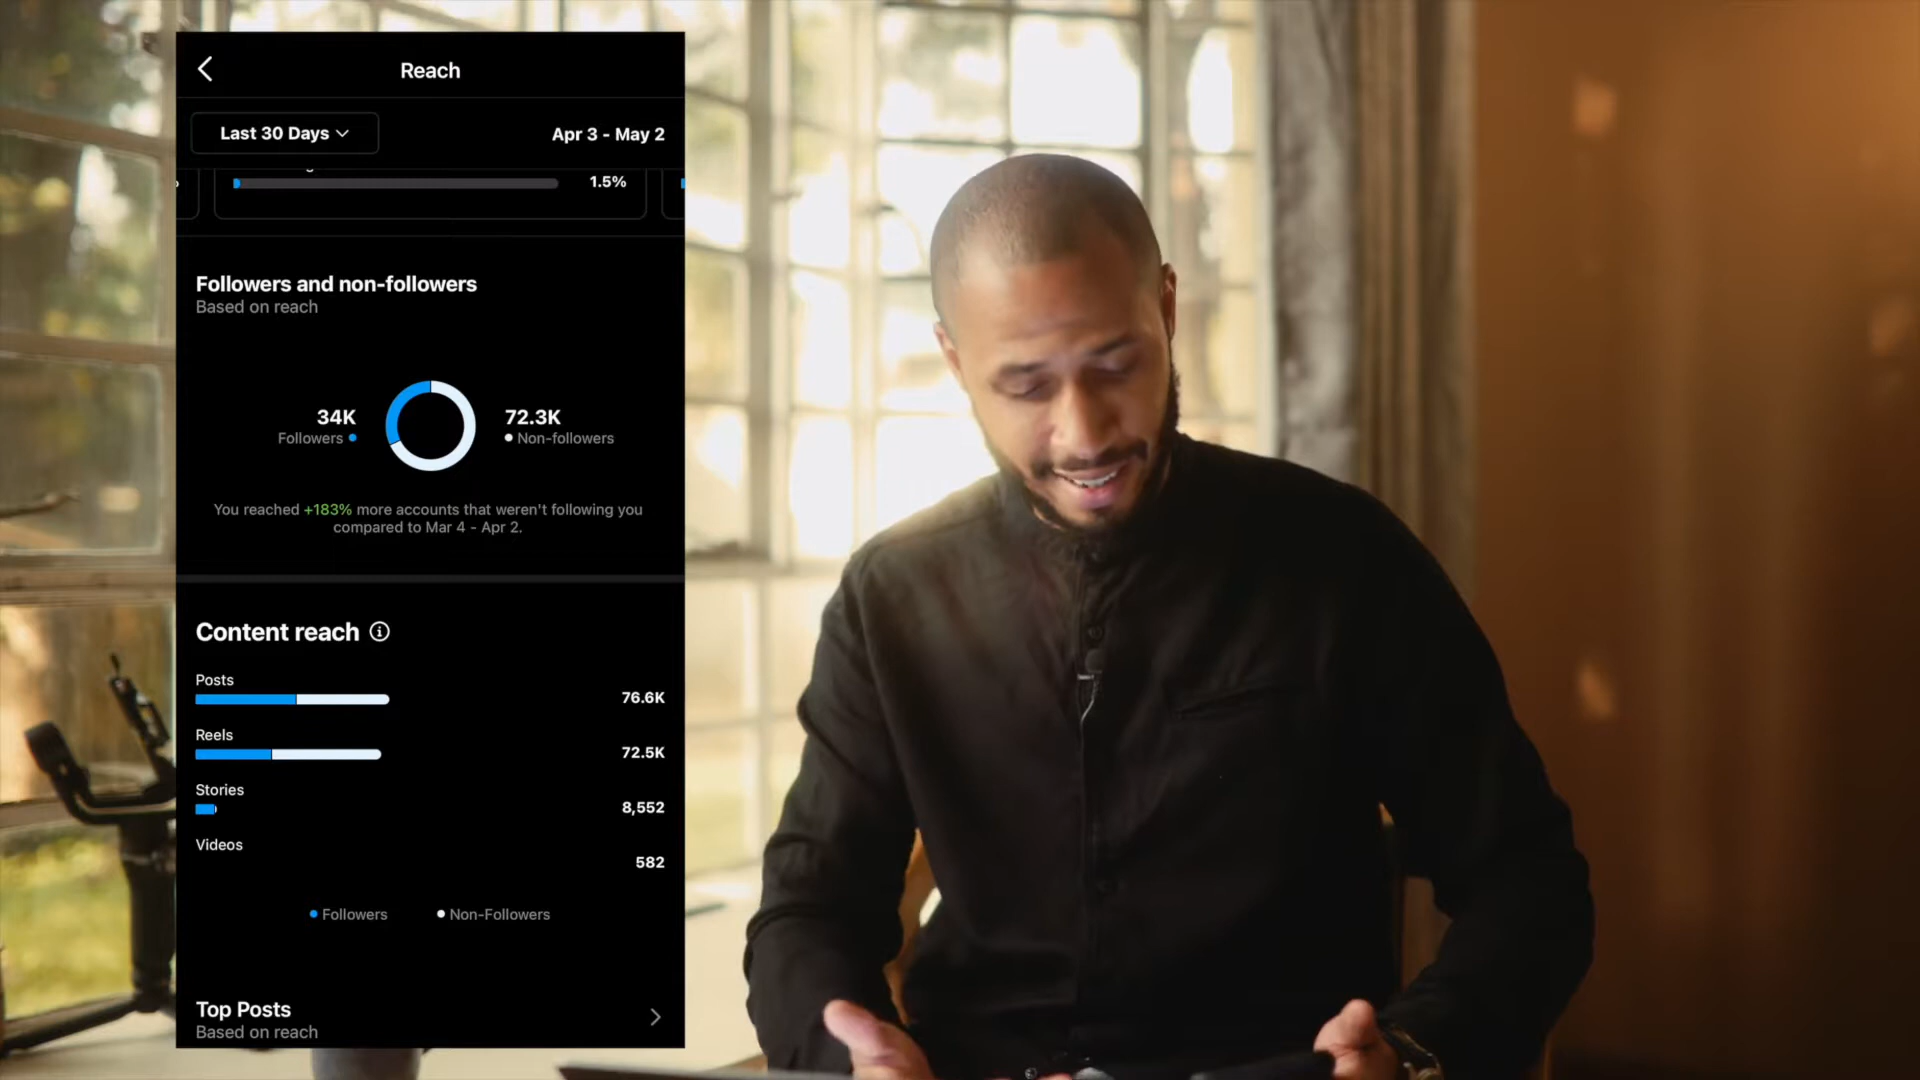 Reach
Last 30 Days
Apr 3 - May 2
1.5%
Followers and non-followers
Based on reach
34K
Followers
72.3K
Non-followers
You reached +183% more accounts that weren't following you
compared to Mar 4 - Apr 2.
Content reach
Posts
76.6K
Reels
72.5K
Stories
8,552
Videos
582
Followers
Non-Followers
Top Posts
Based on reach